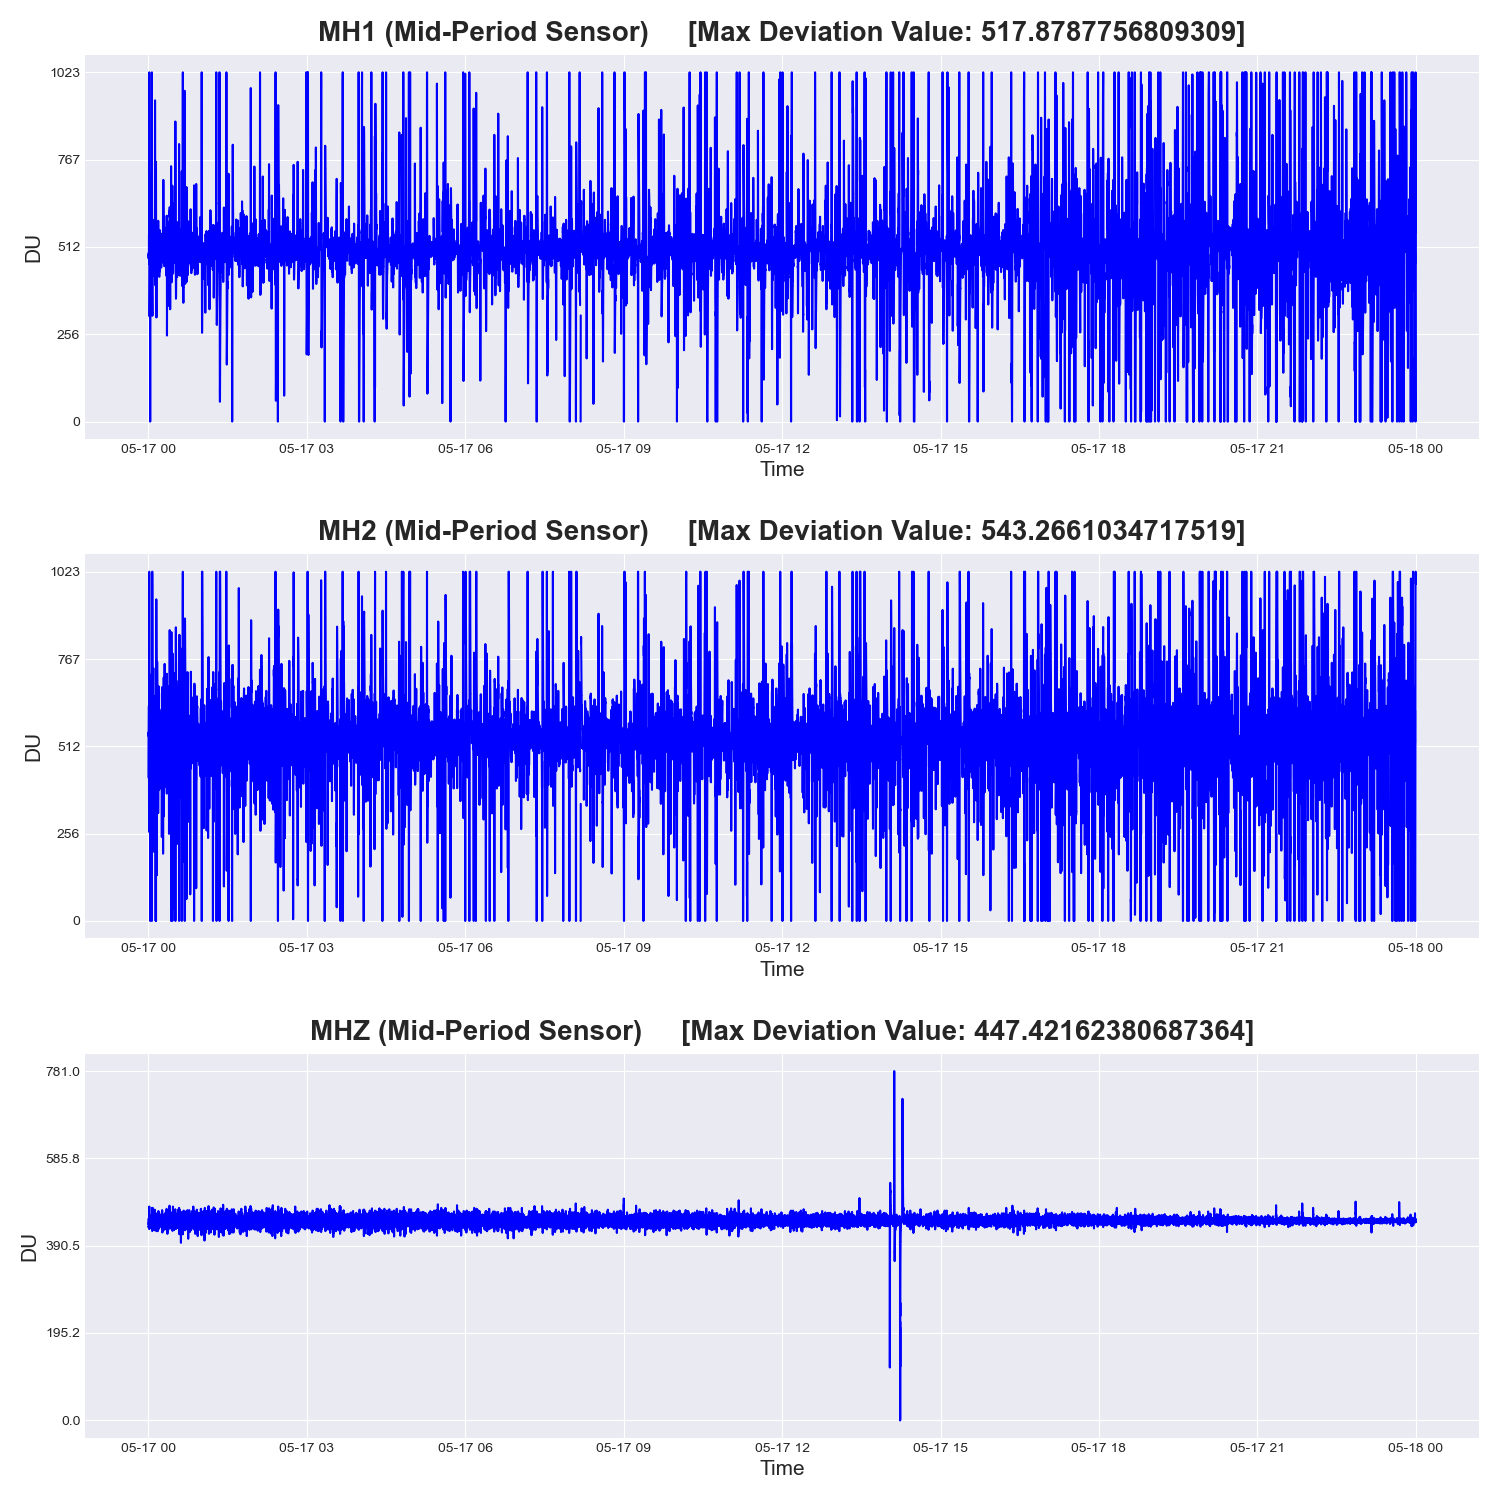 MH1 (Mid-Period Sensor) [Max Deviation Value: 517.8787756809309]
1023
767
512
256
0
DU
05-17 00 05-17 03 05-17 06 05-17 09 05-17 12 05-17 15 05-17 18 05-17 21 05-18 00
Time
MH2 (Mid-Period Sensor) [Max Deviation Value: 543.2661034717519]
1023
767
512
256
0
DU
05-17 00 05-17 03 05-17 06 05-17 09 05-17 12 05-17 15 05-17 18 05-17 21 05-18 00
Time
MHZ (Mid-Period Sensor) [Max Deviation Value: 447.42162380687364]
781.0
585.8
390.5
195.2
0.0
DU
05-17 00 05-17 03 05-17 06 05-17 09 05-17 12 05-17 15 05-17 18 05-17 21 05-18 00
Time